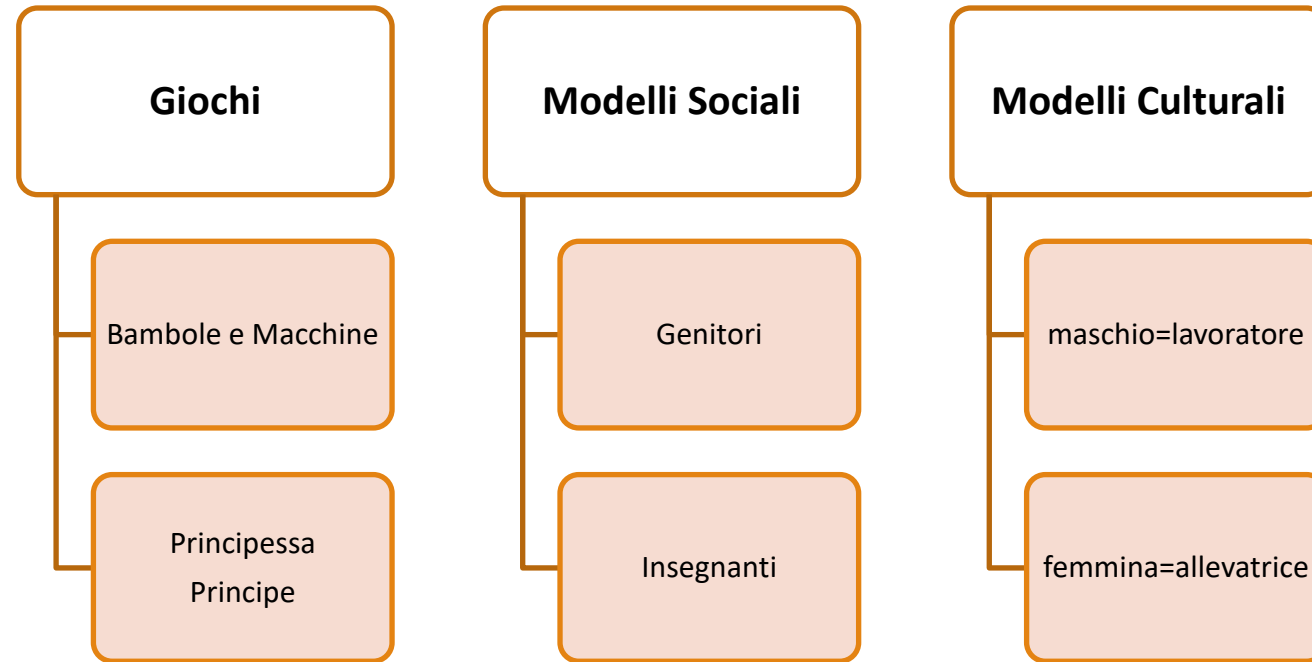 Giochi
Bambole e Macchine
Principessa
Principe
Modelli Sociali
Genitori
Insegnanti
Modelli Culturali
maschio=lavoratore
femmina=allevatrice